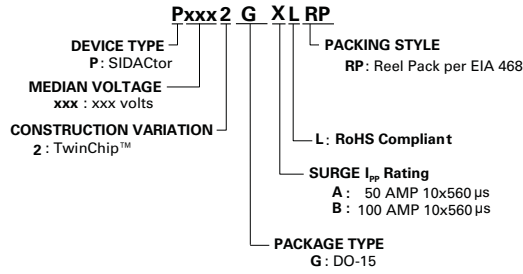 Pxxx2 G XL RP
DEVICE TYPE
P : SIDACtor
MEDIAN VOLTAGE
xxx : xxx volts
CONSTRUCTION VARIATION
2 : TwinChip™
PACKING STYLE
RP: Reel Pack per EIA 468
L : RoHS Compliant
SURGE IPP Rating
A : 50 AMP 10x560 µs
B : 100 AMP 10x560 µs
PACKAGE TYPE
G : DO-15